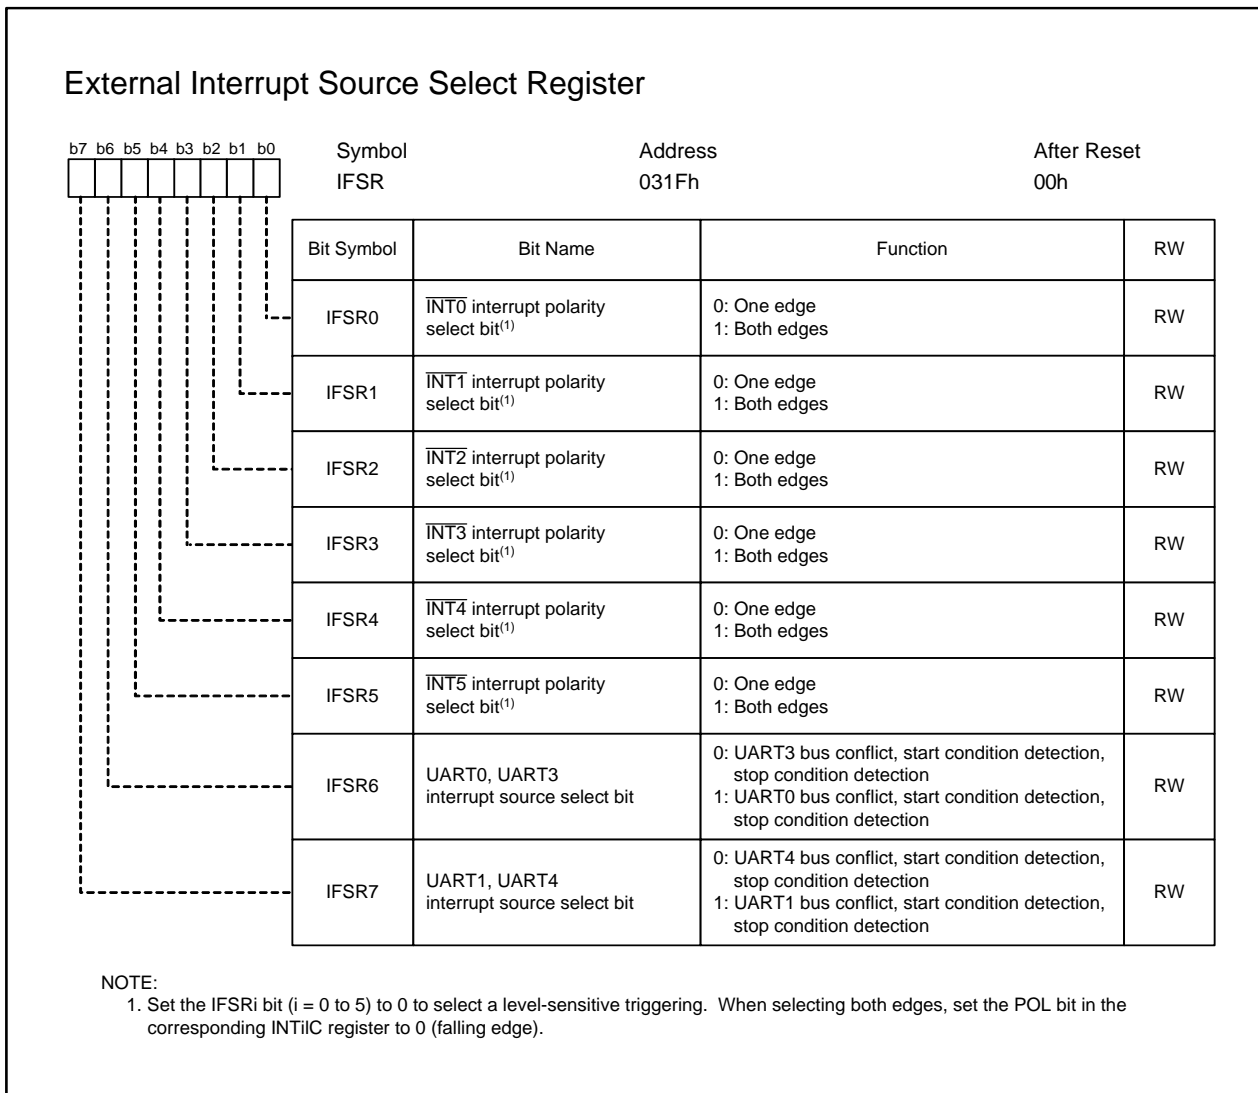 External Interrupt Source Select Register
b7 b6 b5 b4 b3 b2 b1 b0
Symbol Address After Reset
IFSR 031Fh 00h
Bit Symbol Bit Name Function RW
IFSR0 INT0 interrupt polarity select bit(1) 0: One edge RW
1: Both edges
IFSR1 INT1 interrupt polarity select bit(1) 0: One edge RW
1: Both edges
IFSR2 INT2 interrupt polarity select bit(1) 0: One edge RW
1: Both edges
IFSR3 INT3 interrupt polarity select bit(1) 0: One edge RW
1: Both edges
IFSR4 INT4 interrupt polarity select bit(1) 0: One edge RW
1: Both edges
IFSR5 INT5 interrupt polarity select bit(1) 0: One edge RW
1: Both edges
IFSR6 UART0, UART3
interrupt source select bit
0: UART3 bus conflict, start condition detection,
stop condition detection
1: UART0 bus conflict, start condition detection,
stop condition detection
RW
IFSR7 UART1, UART4
interrupt source select bit
0: UART4 bus conflict, start condition detection,
stop condition detection
1: UART1 bus conflict, start condition detection,
stop condition detection
RW
NOTE:
1. Set the IFSRi bit (i = 0 to 5) to 0 to select a level-sensitive triggering. When selecting both edges, set the POL bit in the
corresponding INTiIC register to 0 (falling edge).